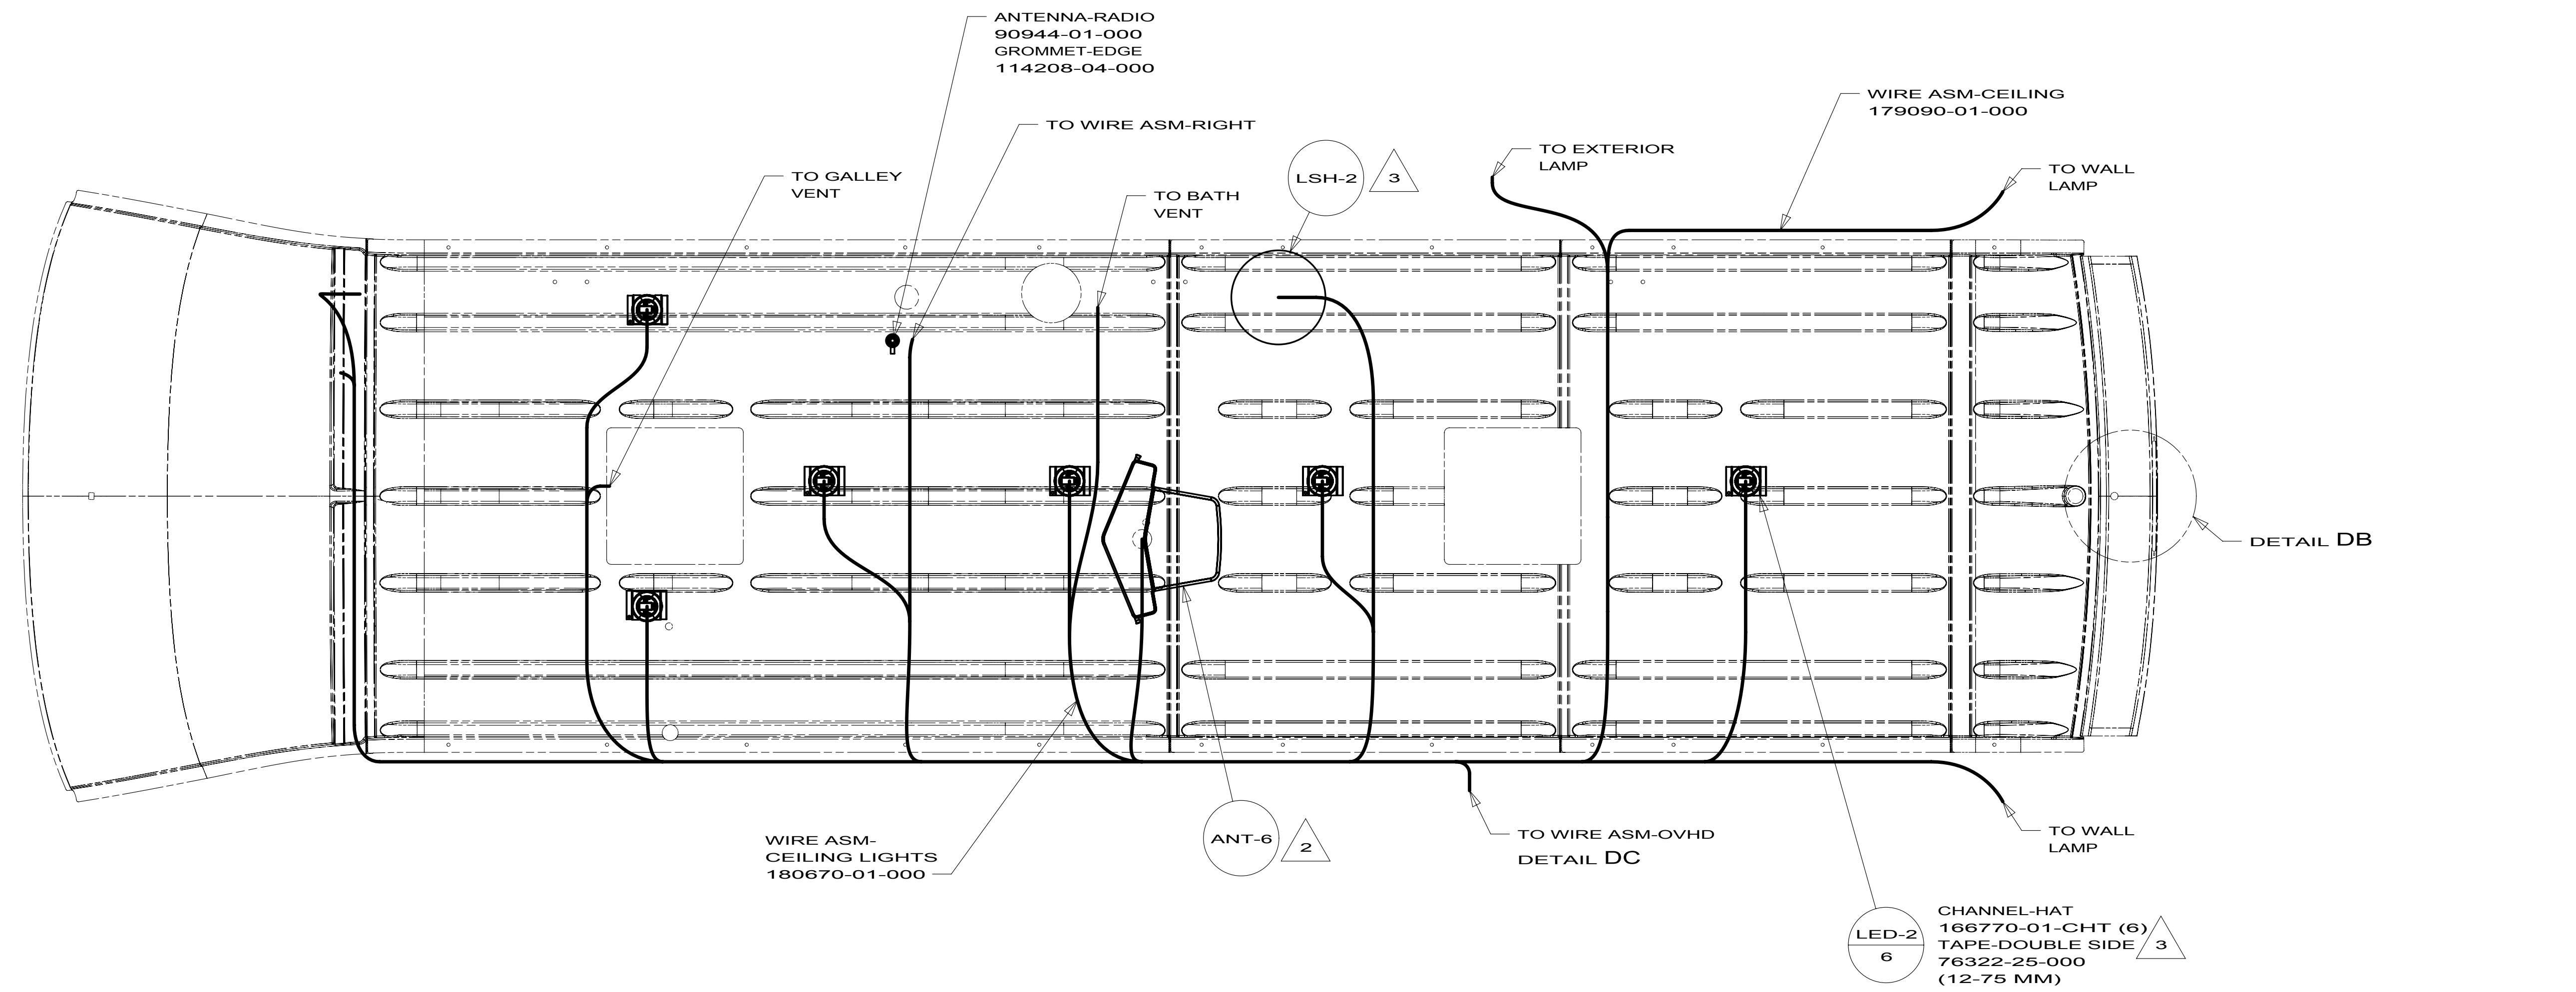 ANTENNA-RADIO
90944-01-000
GROMMET-EDGE
114208-04-000
WIRE ASM-CEILING
179090-01-000
TO WIRE ASM-RIGHT
TO EXTERIOR
LAMP
TO WALL
LAMP
TO GALLEY
VENT
LSH-2
3
TO BATH
VENT
DETAIL DB
WIRE ASM-
CEILING LIGHTS
180670-01-000
ANT-6
2
TO WIRE ASM-OVHD
DETAIL DC
TO WALL
LAMP
LED-2
6
CHANNEL-HAT
166770-01-CHT (6)
TAPE-DOUBLE SIDE
76322-25-000
(12-75 MM)
3